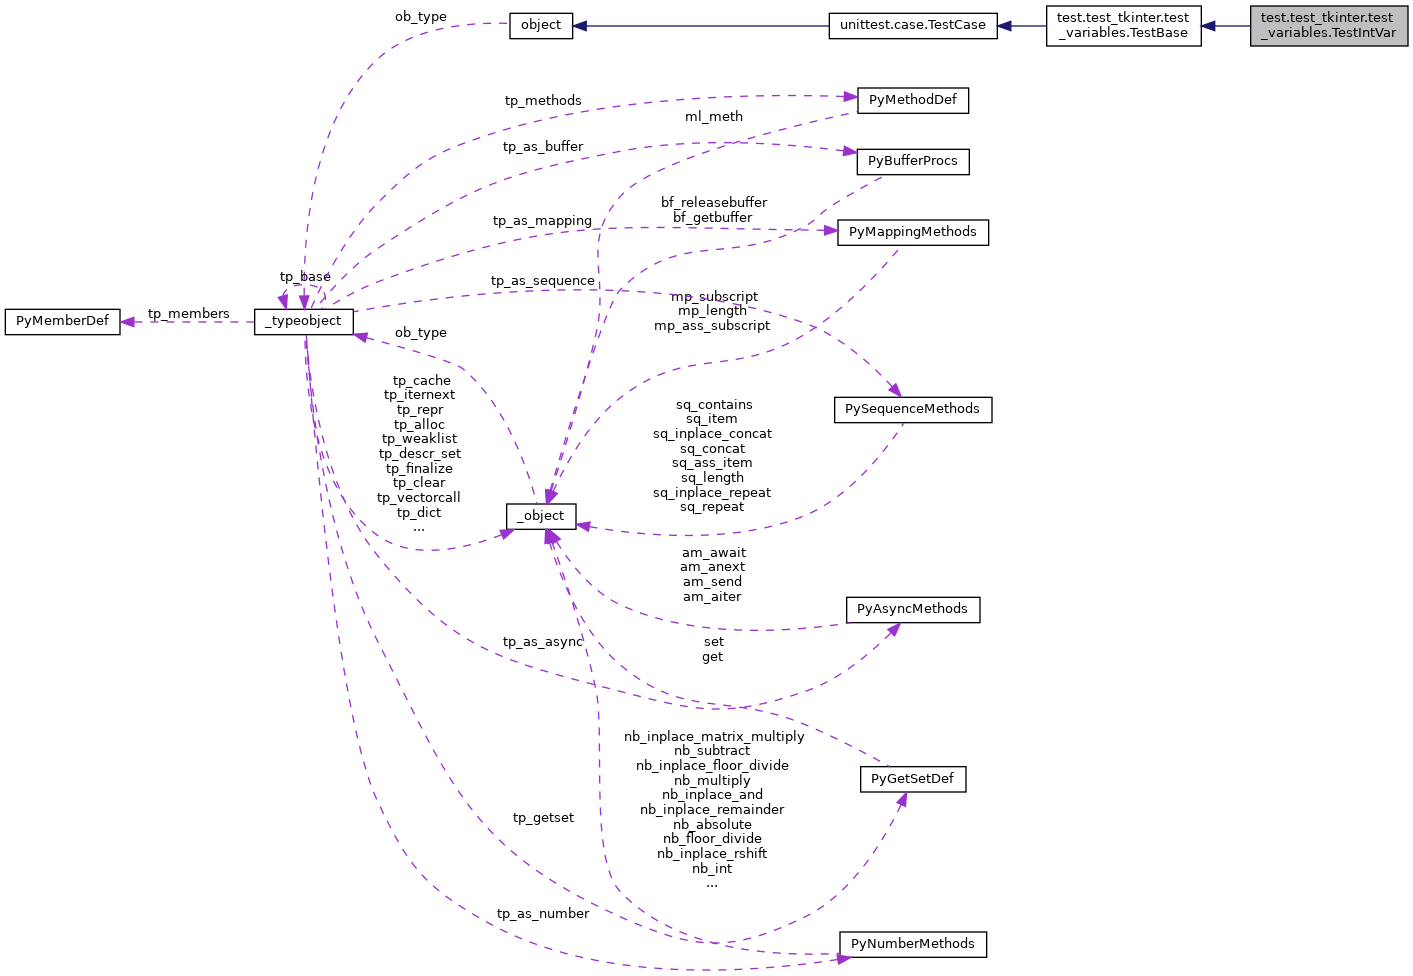 ob_type
object
unittest.case.TestCase
test.test_tkinter.test
_variables.TestBase
test.test_tkinter.test
_variables.TestIntVar
tp_methods
PyMethodDef
ml_meth
tp_as_buffer
PyBufferProcs
bf_releasebuffer
bf_getbuffer
tp_as_mapping
PyMappingMethods
tp_base
tp_as_sequence
mp_subscript
mp_length
mp_ass_subscript
PyMemberDef
tp_members
_typeobject
ob_type
tp_cache
tp_iternext
tp_repr
tp_alloc
tp_weaklist
tp_descr_set
tp_finalize
tp_clear
tp_vectorcall
tp_dict
...
sq_contains
sq_item
sq_inplace_concat
sq_concat
sq_ass_item
sq_length
sq_inplace_repeat
sq_repeat
PySequenceMethods
_object
am_await
am_anext
am_send
am_aiter
PyAsyncMethods
tp_as_async
set
get
nb_inplace_matrix_multiply
nb_subtract
nb_inplace_floor_divide
nb_multiply
nb_inplace_and
nb_inplace_remainder
nb_absolute
nb_floor_divide
nb_inplace_rshift
nb_int
...
PyGetSetDef
tp_getset
tp_as_number
PyNumberMethods